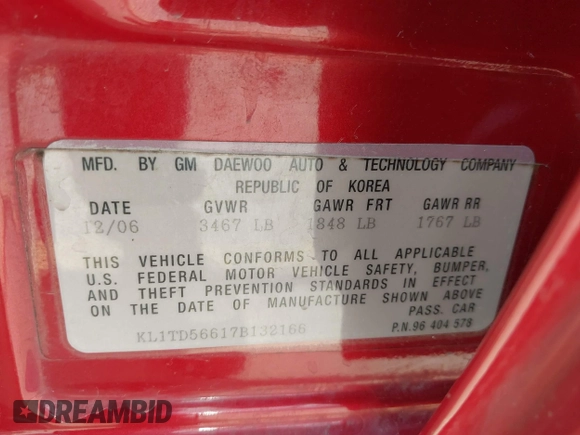 MFD. BY GM DAEWOO AUTO & TECHNOLOGY COMPANY
REPUBLIC OF KOREA
DATE GVWR GAWR FRT GAWR RR
12/06 3467 LB 1848 LB 1767 LB
THIS VEHICLE CONFORMS TO ALL APPLICABLE
U.S. FEDERAL MOTOR VEHICLE SAFETY, BUMPER,
AND THEFT PREVENTION STANDARDS IN EFFECT
ON THE DATE OF MANUFACTURE SHOWN ABOVE
PASS. CAR
KL1TD56617B132166
P.N. 96 404 578
DREAMBID